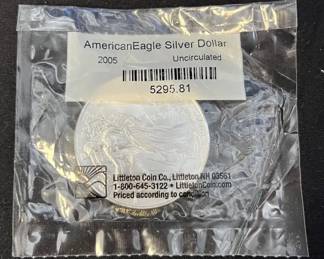 AmericanEagle Silver Dollar
2005 Uncirculated
5295.81
Littleton Coin Co., Littleton NH 03561
1-800-645-3122 • LittletonCoin.com
Priced according to condition